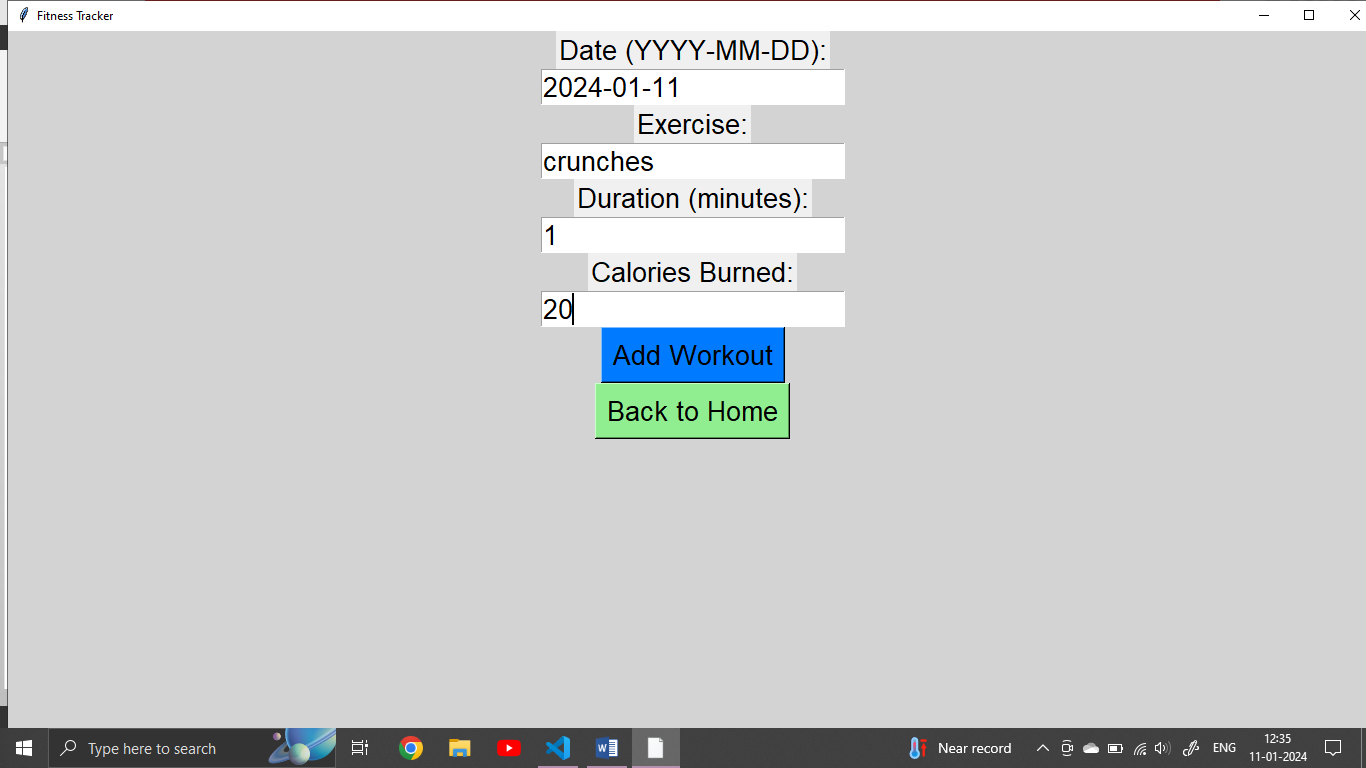 Fitness Tracker
Date (YYYY-MM-DD):
2024-01-11
Exercise:
crunches
Duration (minutes):
1
Calories Burned:
20
Add Workout
Back to Home
Type here to search
Near record
ENG
12:35
11-01-2024